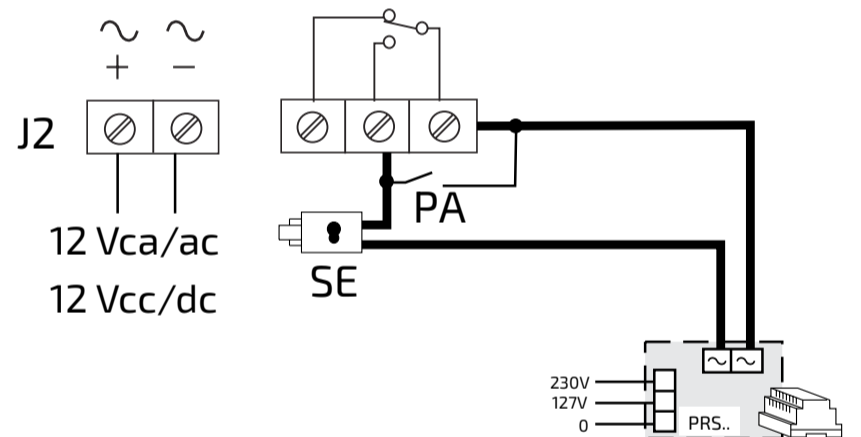 ∿ ∿
+ −
J2
12 Vca/ac
12 Vcc/dc
PA
SE
∿ ∿
230V
127V
0
PRS..